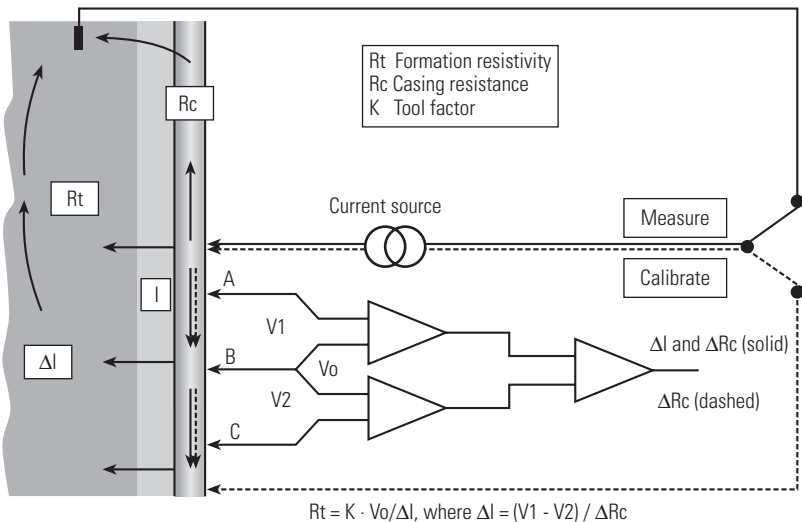 Rt Formation resistivity
Rc Casing resistance
K Tool factor
Rc
Rt
Current source
Measure
Calibrate
I
A
V1
B
Vo
V2
C
ΔI
ΔI and ΔRc (solid)
ΔRc (dashed)
Rt = K · Vo/ΔI, where ΔI = (V1 - V2) / ΔRc